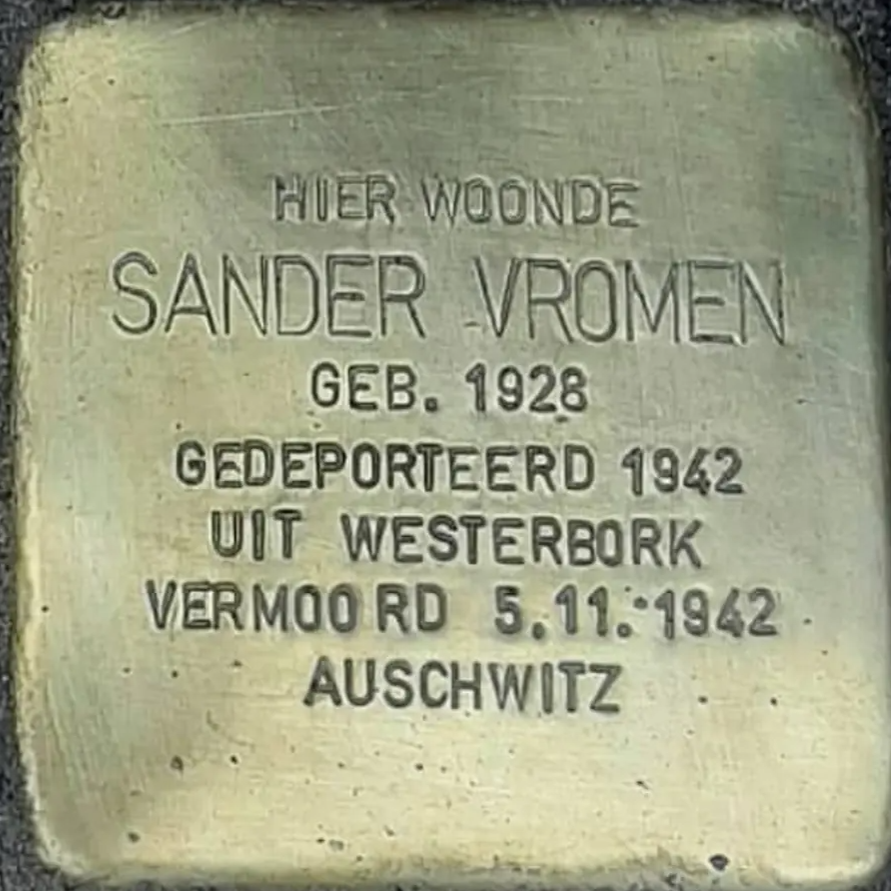 HIER WOONDE
SANDER VROMEN
GEB. 1928
GEDEPORTEERD 1942
UIT WESTERBORK
VERMOORD 5.11.1942
AUSCHWITZ